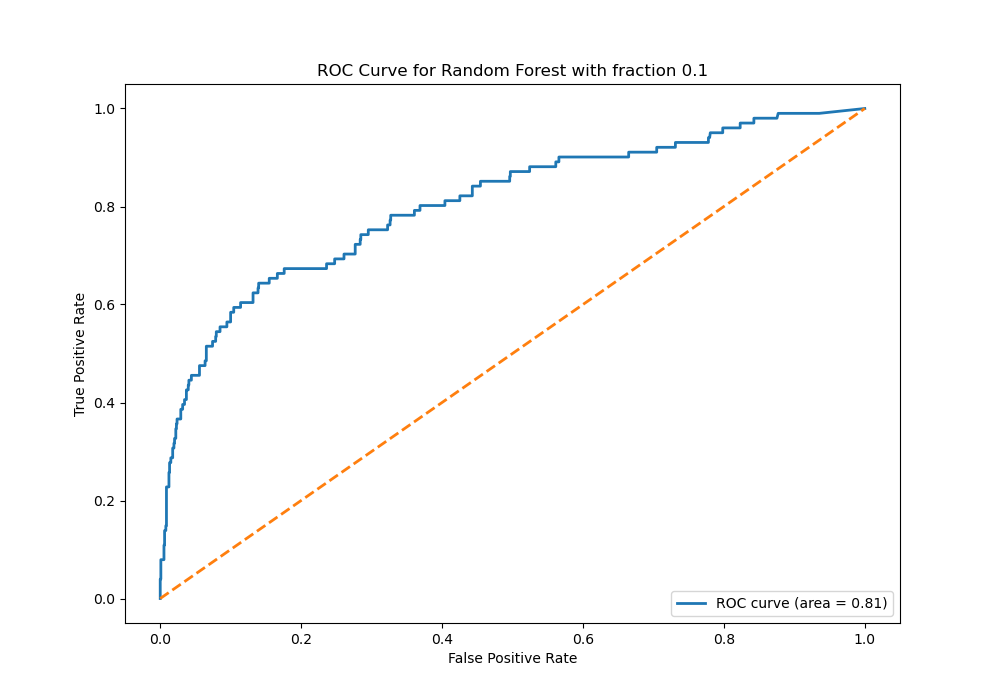 ROC Curve for Random Forest with fraction 0.1
True Positive Rate
1.0
0.8
0.6
0.4
0.2
0.0
ROC curve (area = 0.81)
0.0 0.2 0.4 0.6 0.8 1.0
False Positive Rate